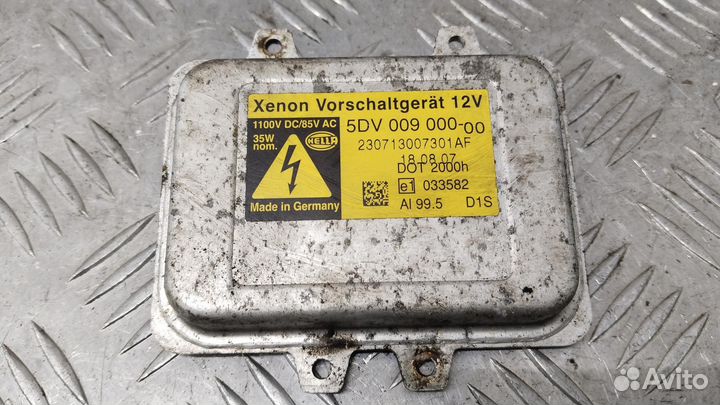 Xenon Vorschaltgerät 12V
1100V DC/85V AC
35W
nom.
HELLA
Made in Germany
5DV 009 000-00
230713007301AF
18.08.07
DOT 2000h
e1 033582
Al 99.5 D1S
Avito